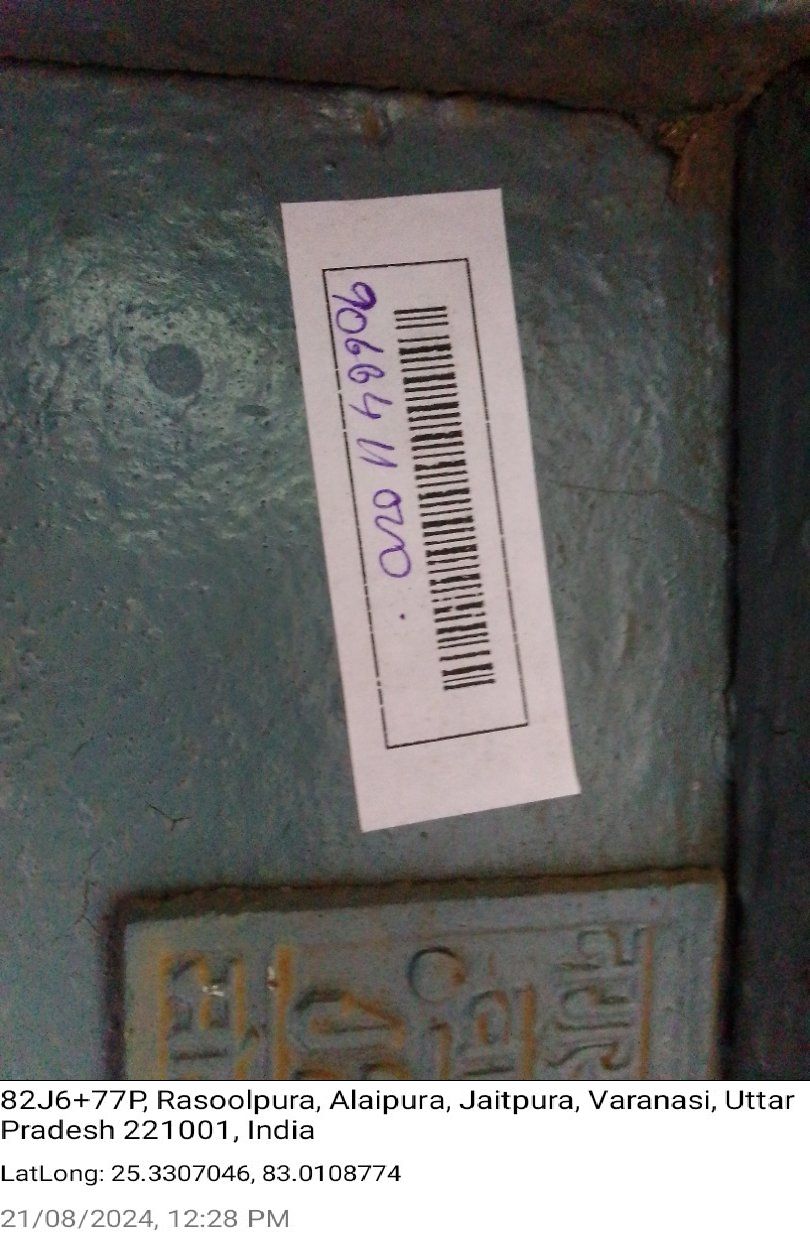 9066411020.
82J6+77P, Rasoolpura, Alaipura, Jaitpura, Varanasi, Uttar
Pradesh 221001, India
LatLong: 25.3307046, 83.0108774
21/08/2024, 12:28 PM